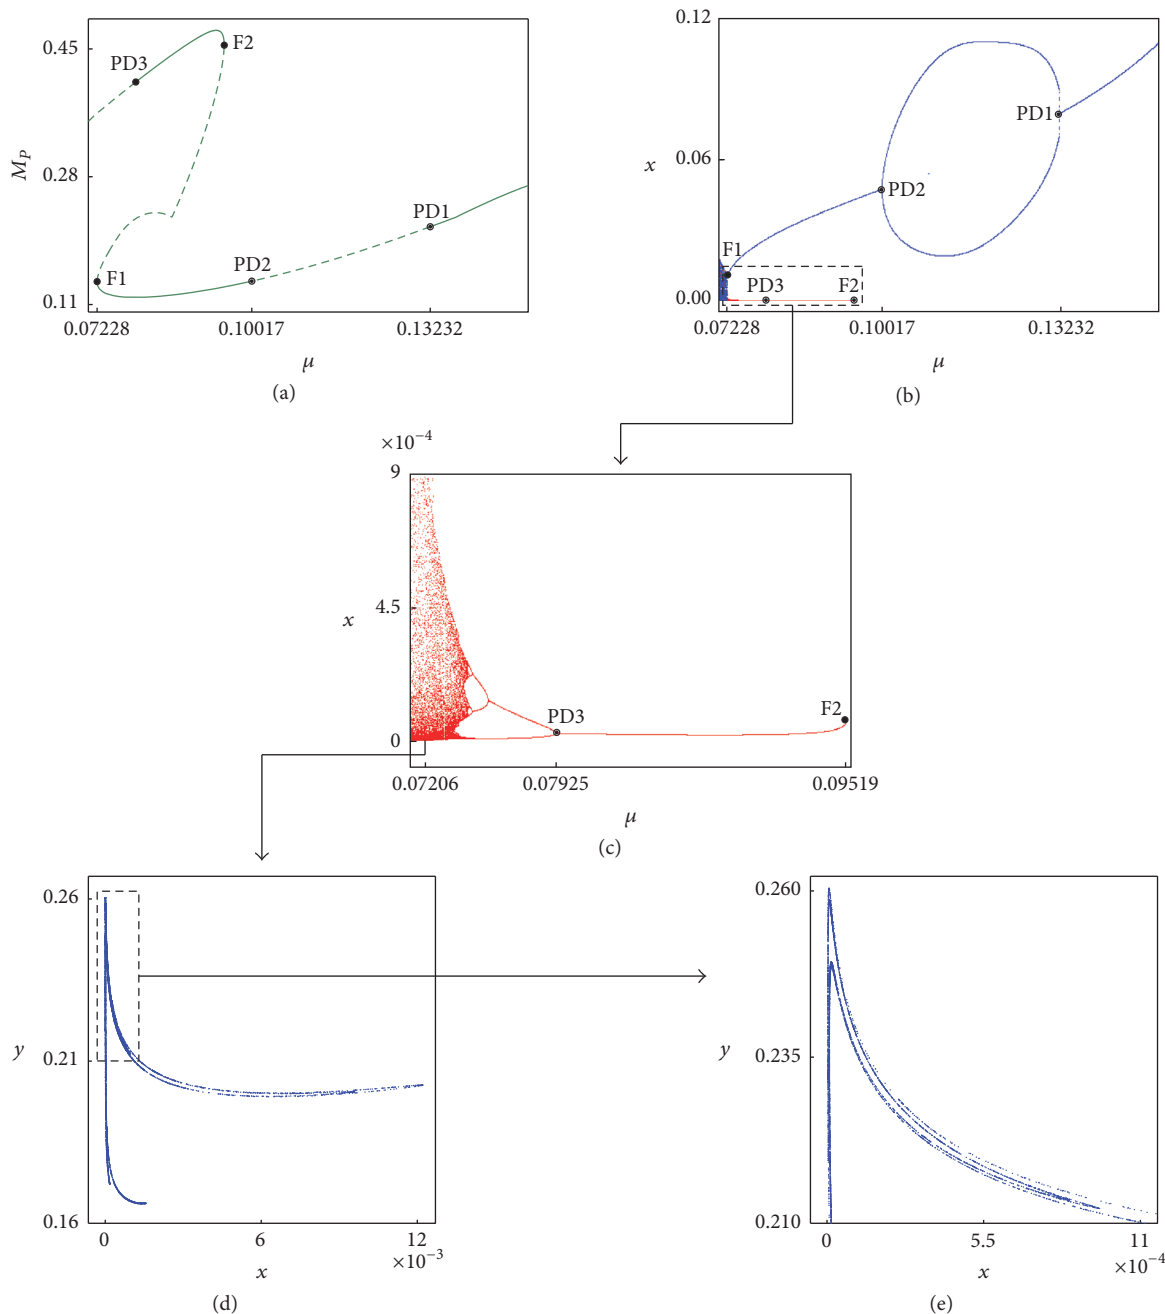 0.45
PD3
F2
M_P
0.28
PD1
F1
PD2
0.11
0.07228
0.10017
0.13232
μ
(a)
0.12
PD1
x
0.06
PD2
F1
PD3
F2
0.00
0.07228
0.10017
0.13232
μ
(b)
×10⁻⁴
9
x
4.5
PD3
F2
0
0.07206
0.07925
0.09519
μ
(c)
0.26
y
0.21
0.16
0
6
12
×10⁻³
x
(d)
0.260
y
0.235
0.210
0
5.5
11
×10⁻⁴
x
(e)